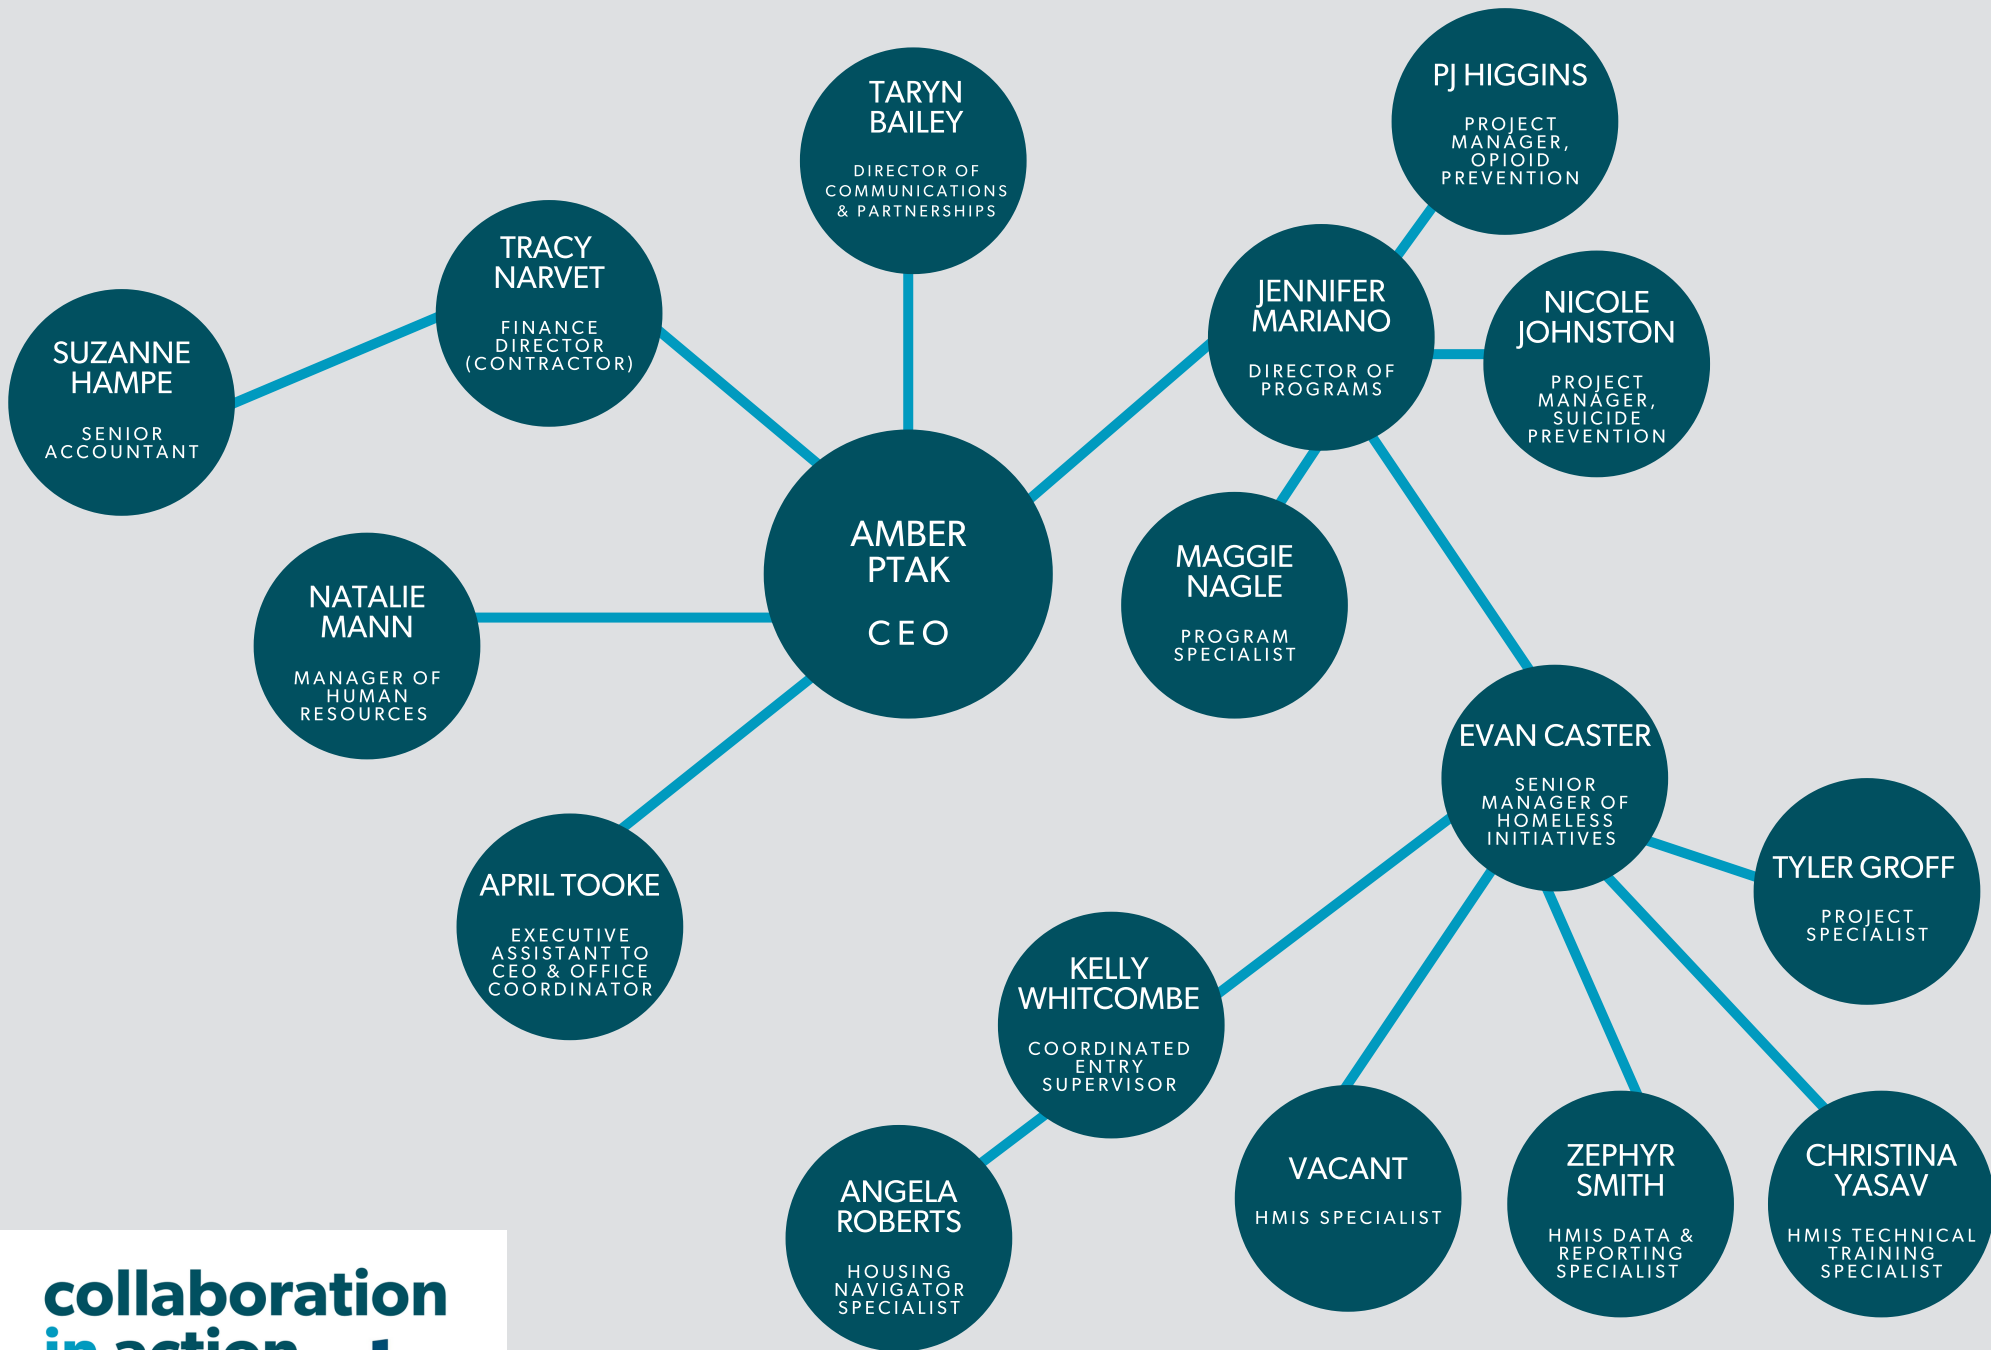 PJ HIGGINS
PROJECT
MANAGER,
OPIOID
PREVENTION
TARYN
BAILEY
DIRECTOR OF
COMMUNICATIONS
& PARTNERSHIPS
TRACY
NARVET
FINANCE
DIRECTOR
(CONTRACTOR)
JENNIFER
MARIANO
DIRECTOR OF
PROGRAMS
NICOLE
JOHNSTON
PROJECT
MANAGER,
SUICIDE
PREVENTION
SUZANNE
HAMPE
SENIOR
ACCOUNTANT
AMBER
PTAK
CEO
MAGGIE
NAGLE
PROGRAM
SPECIALIST
NATALIE
MANN
MANAGER OF
HUMAN
RESOURCES
EVAN CASTER
SENIOR
MANAGER OF
HOMELESS
INITIATIVES
TYLER GROFF
PROJECT
SPECIALIST
APRIL TOOKE
EXECUTIVE
ASSISTANT TO
CEO & OFFICE
COORDINATOR
KELLY
WHITCOMBE
COORDINATED
ENTRY
SUPERVISOR
ANGELA
ROBERTS
HOUSING
NAVIGATOR
SPECIALIST
VACANT
HMIS SPECIALIST
ZEPHYR
SMITH
HMIS DATA &
REPORTING
SPECIALIST
CHRISTINA
YASAV
HMIS TECHNICAL
TRAINING
SPECIALIST
collaboration
in action